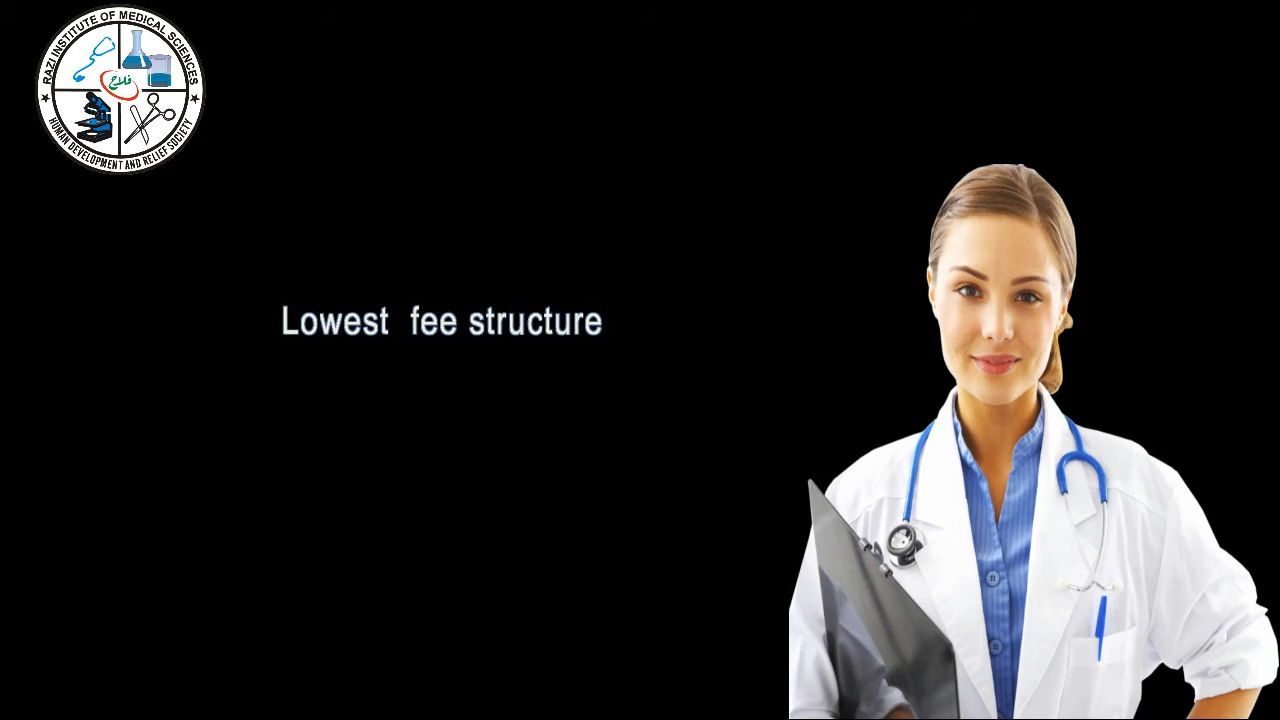 RAZI INSTITUTE OF MEDICAL SCIENCES
فلاح
HUMAN DEVELOPMENT AND RELIEF SOCIETY
Lowest  fee structure